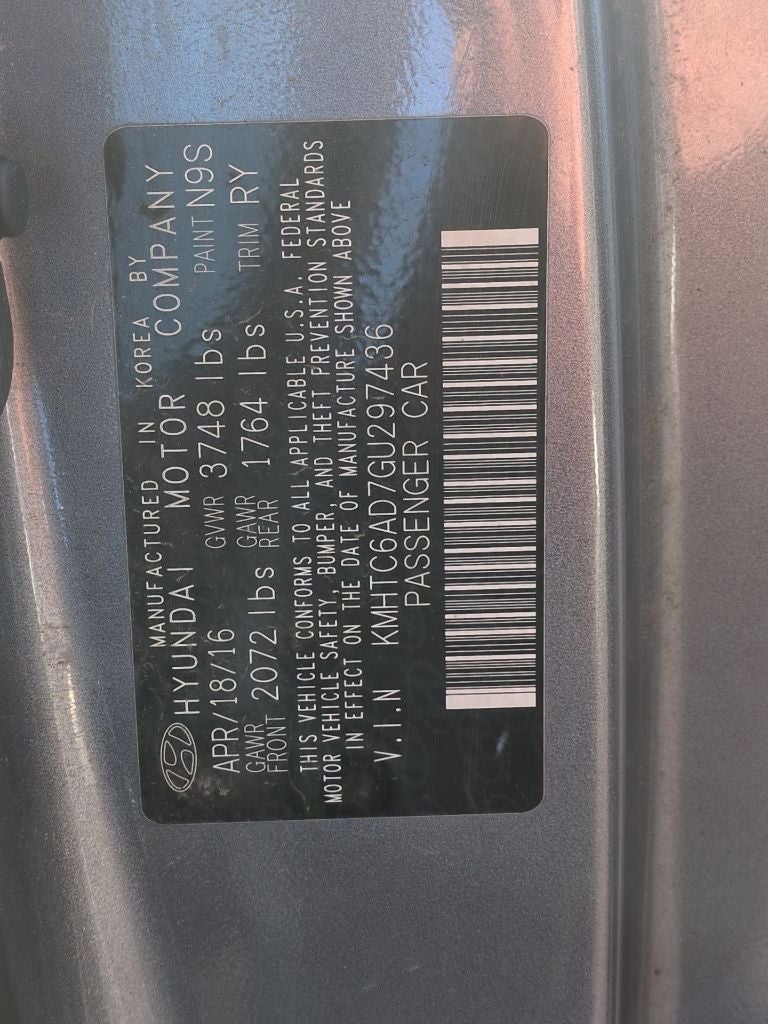 MANUFACTURED IN KOREA BY
HYUNDAI MOTOR COMPANY
APR/18/16 GVWR 3748 lbs PAINT N9S
GAWR FRONT 2072 lbs GAWR REAR 1764 lbs TRIM RY
THIS VEHICLE CONFORMS TO ALL APPLICABLE U.S.A. FEDERAL
MOTOR VEHICLE SAFETY, BUMPER, AND THEFT PREVENTION STANDARDS
IN EFFECT ON THE DATE OF MANUFACTURE SHOWN ABOVE
V.I.N KMHTC6AD7GU297436
PASSENGER CAR